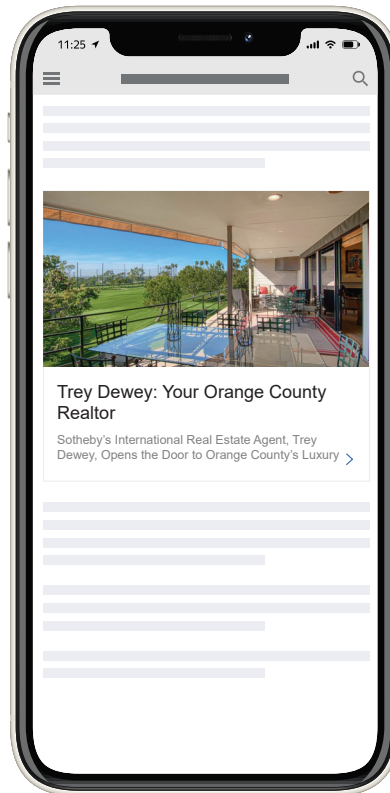 11:25
Trey Dewey: Your Orange County
Realtor
Sotheby's International Real Estate Agent, Trey
Dewey, Opens the Door to Orange County's Luxury